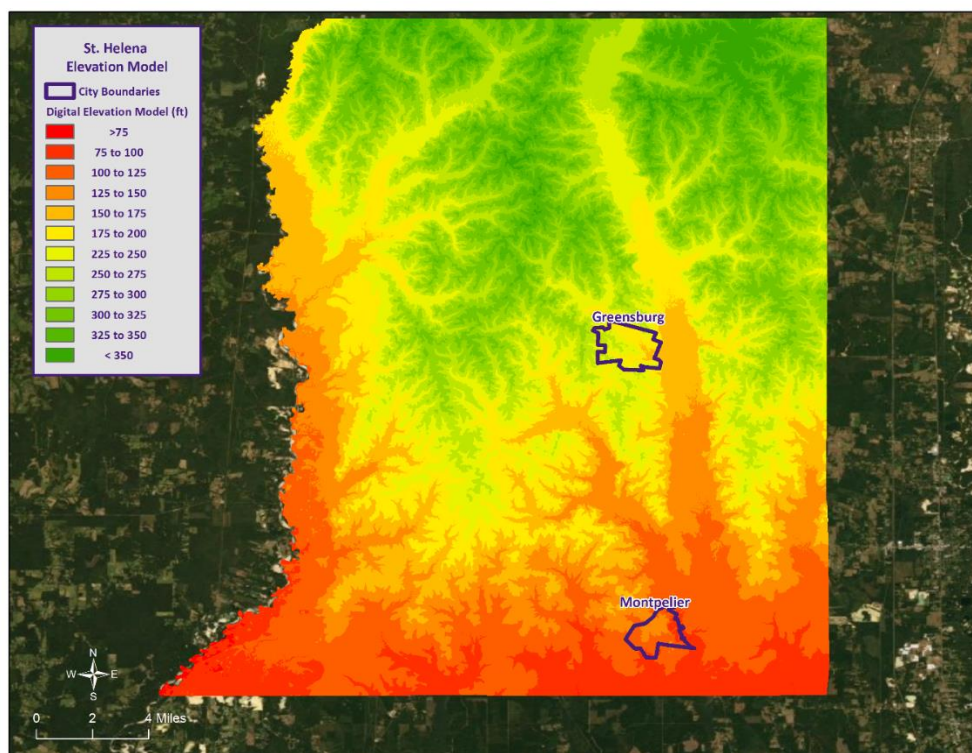 St. Helena
Elevation Model
City Boundaries
Digital Elevation Model (ft)
>75
75 to 100
100 to 125
125 to 150
150 to 175
175 to 200
225 to 250
250 to 275
275 to 300
300 to 325
325 to 350
< 350
Greensburg
Montpelier
N
W E
S
0 2 4 Miles